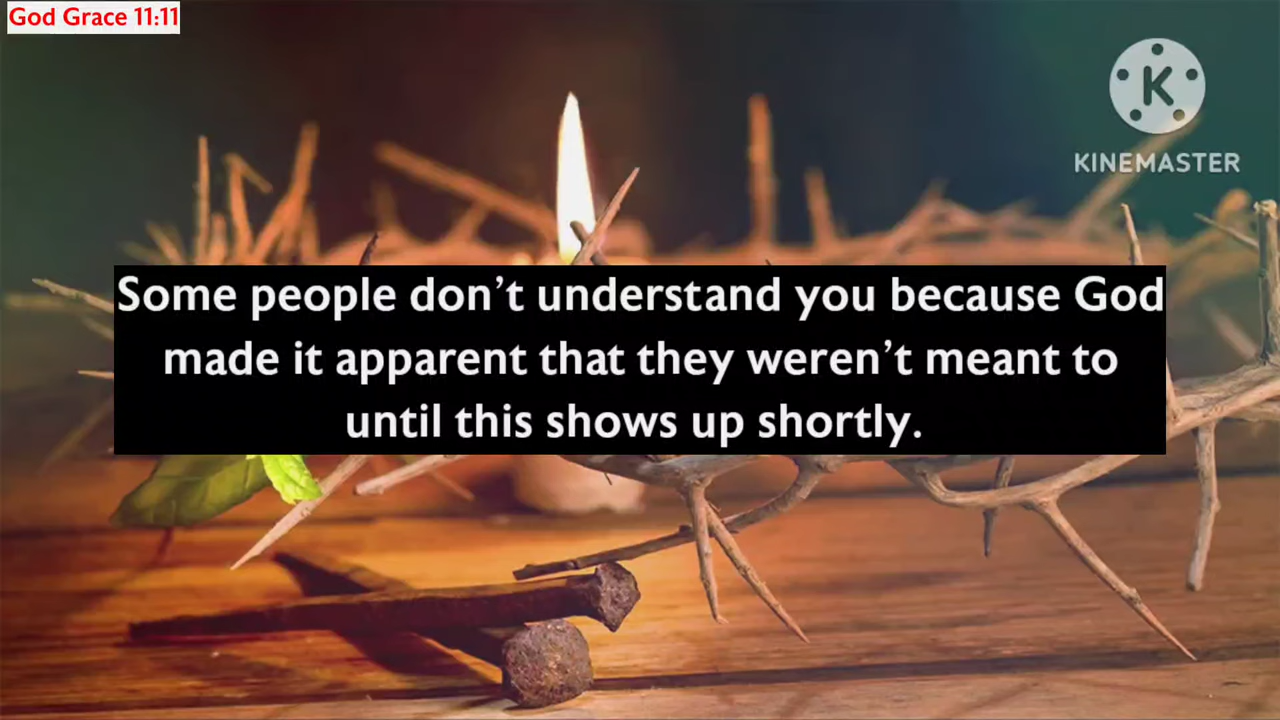 God Grace 11:11
K
KINEMASTER
Some people don’t understand you because God
made it apparent that they weren’t meant to
until this shows up shortly.